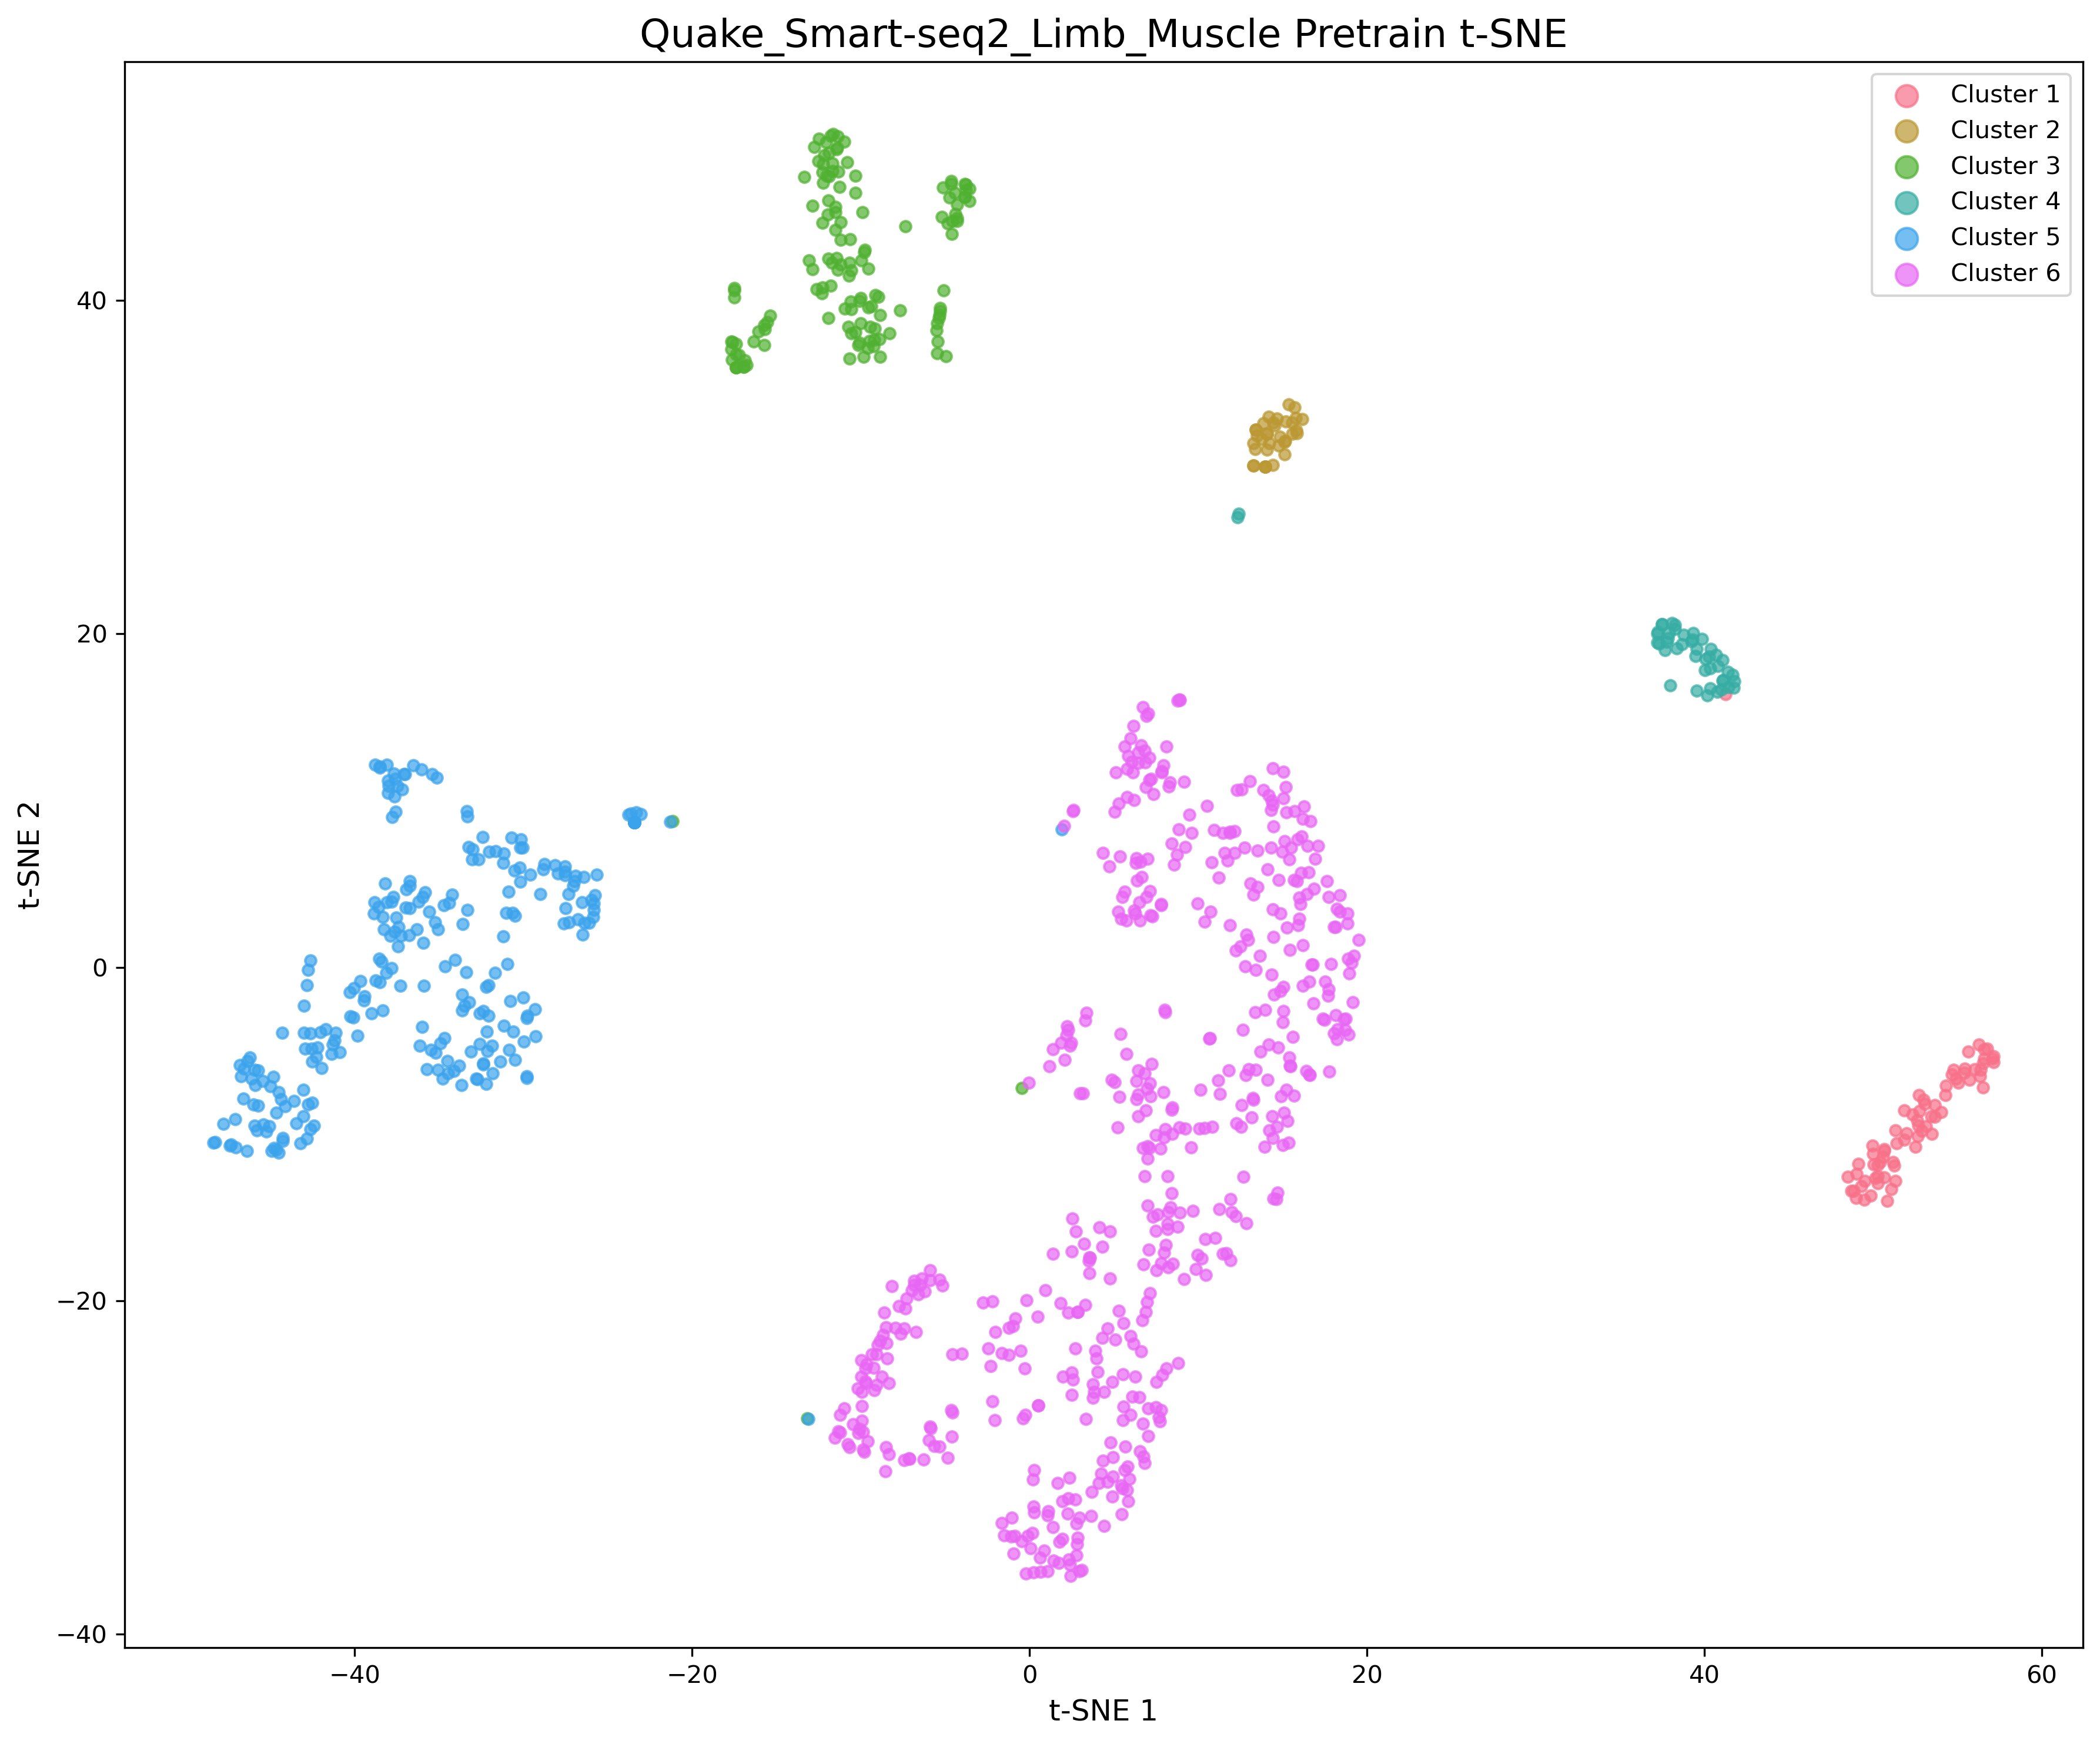 Quake_Smart-seq2_Limb_Muscle Pretrain t-SNE
Cluster 1
Cluster 2
Cluster 3
Cluster 4
Cluster 5
Cluster 6
40
20
0
−20
−40
t-SNE 2
−40
−20
0
20
40
60
t-SNE 1